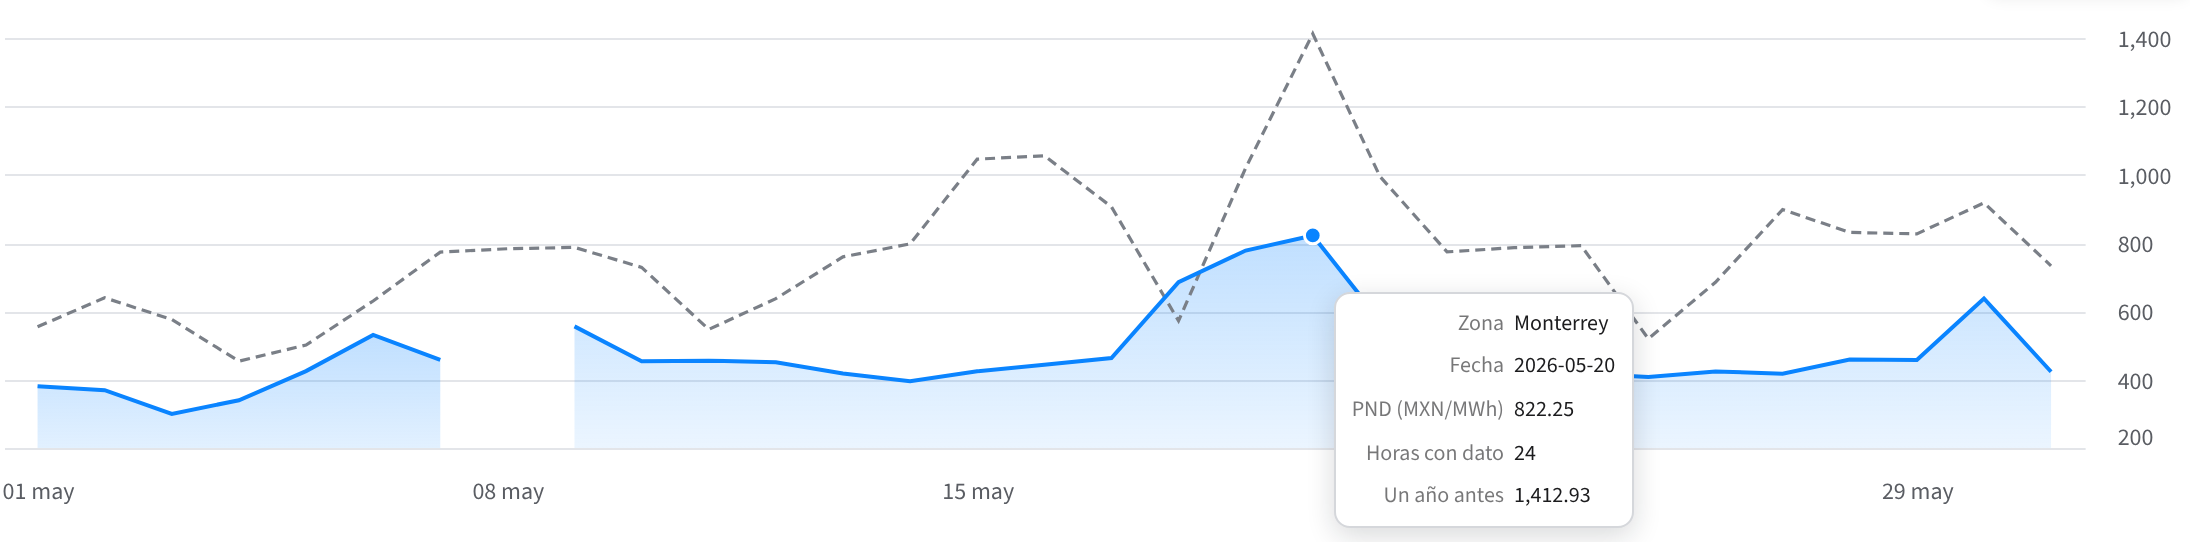 1,400
1,200
1,000
800
600
400
200
Zona Monterrey
Fecha 2026-05-20
PND (MXN/MWh) 822.25
Horas con dato 24
Un año antes 1,412.93
01 may
08 may
15 may
29 may